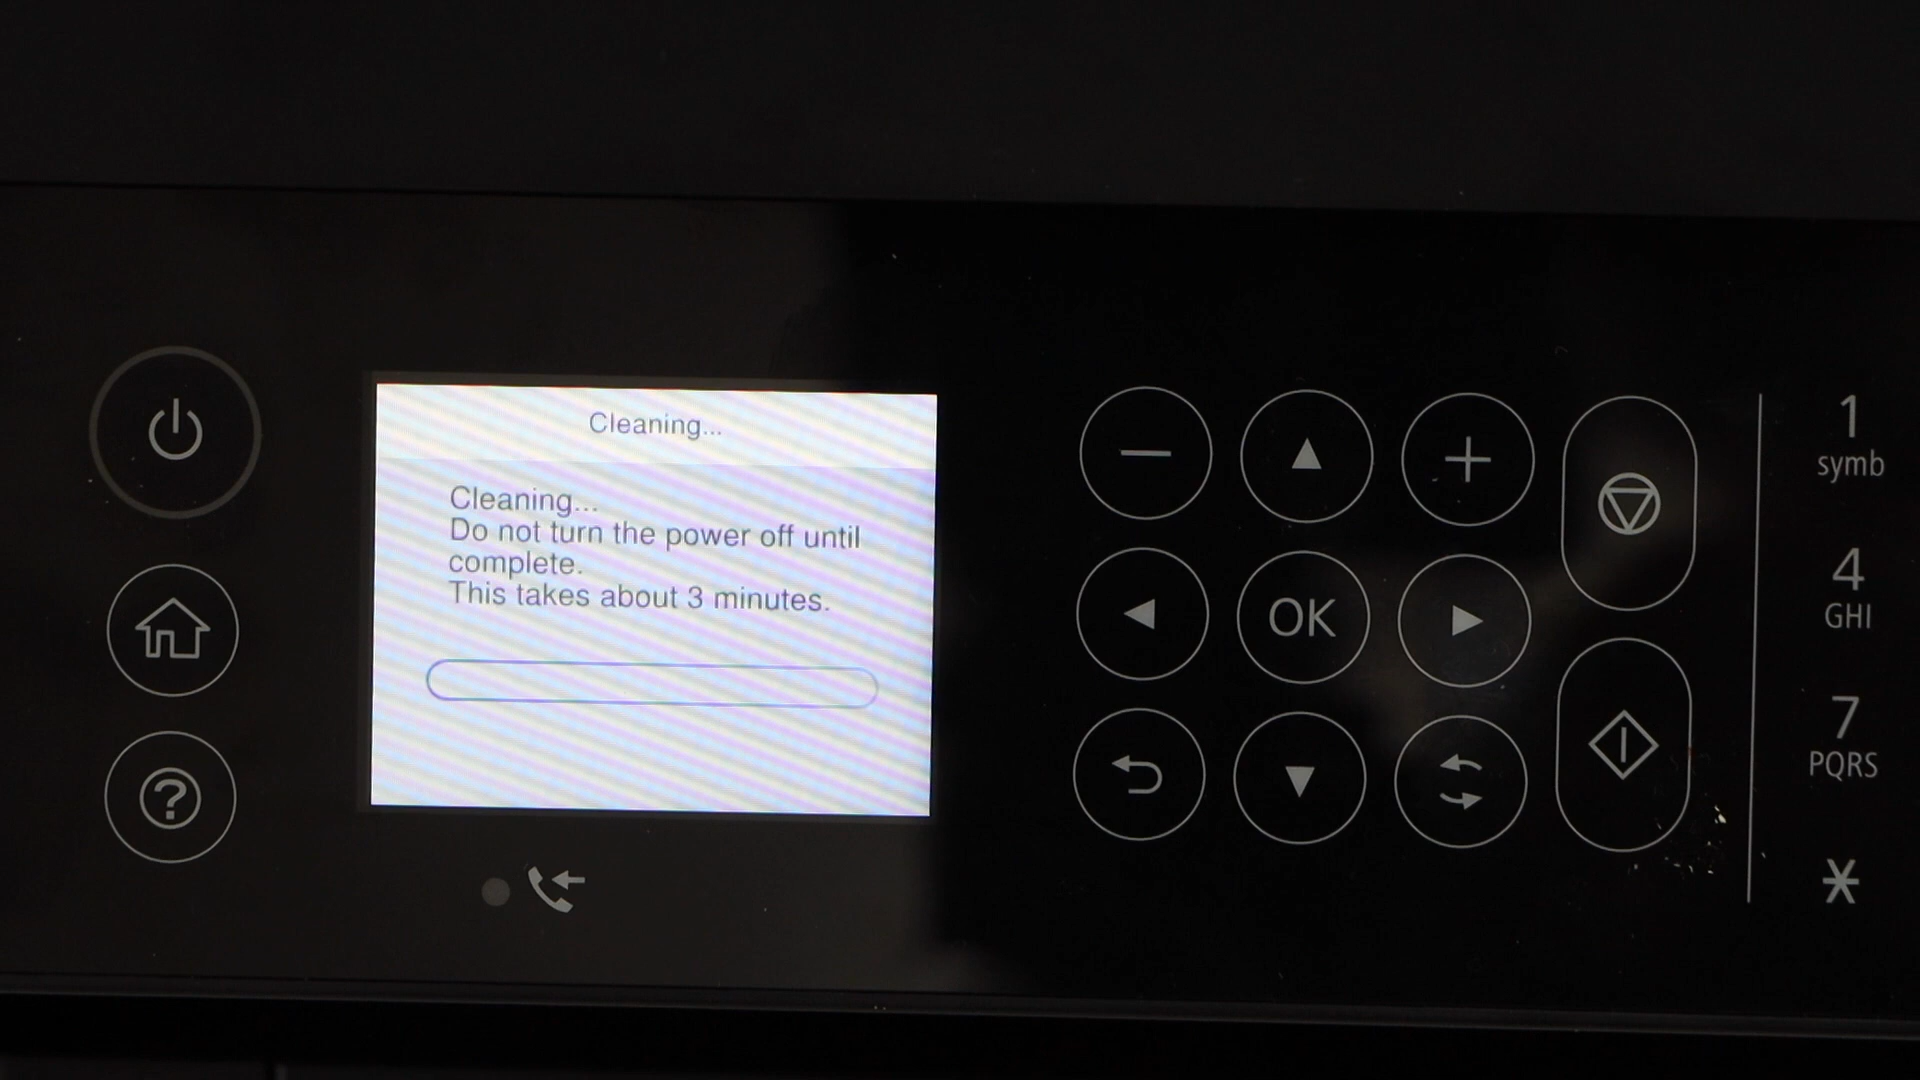 Cleaning...
Cleaning...
Do not turn the power off until
complete.
This takes about 3 minutes.
OK
1
symb
4
GHI
7
PQRS
*